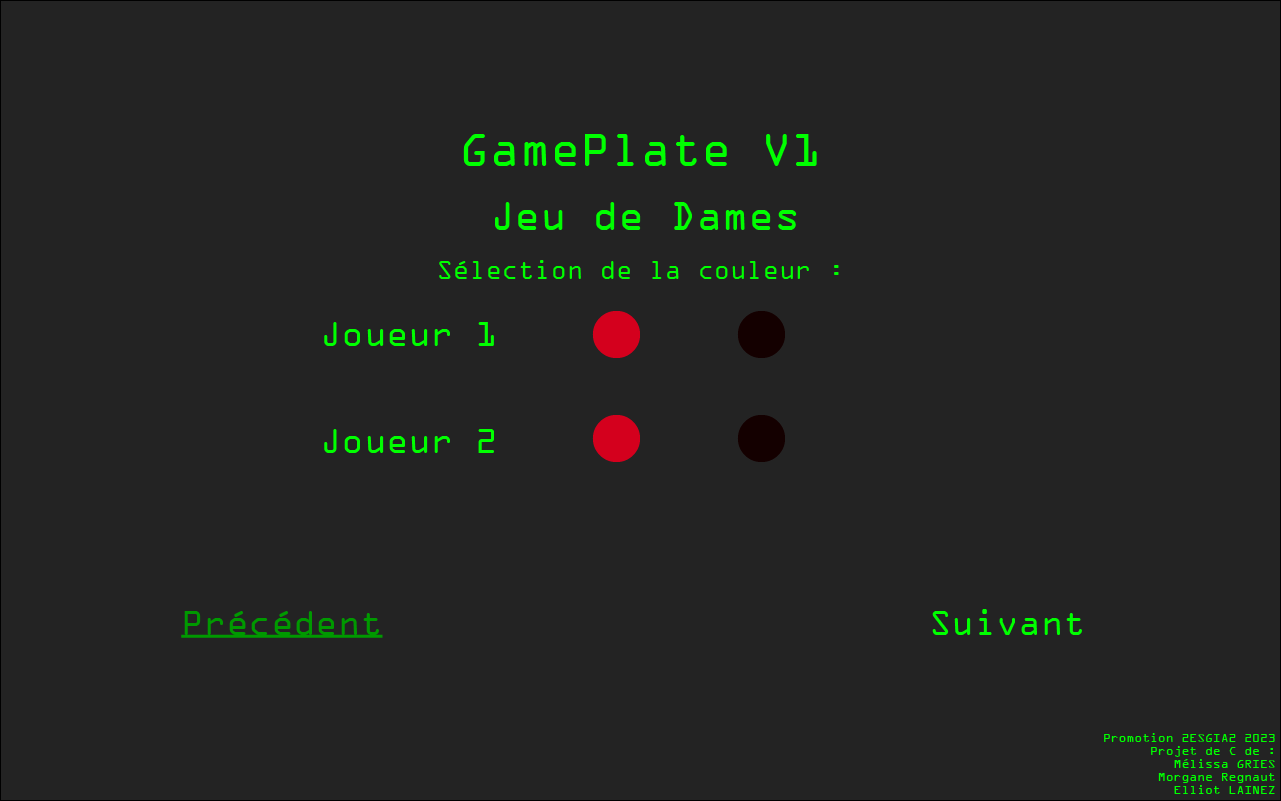 GamePlate V1
Jeu de Dames
Sélection de la couleur :
Joueur 1
Joueur 2
Précédent
Suivant
Promotion 2ESGIA2 2023
Projet de C de :
Mélissa GRIES
Morgane Regnaut
Elliot LAINEZ